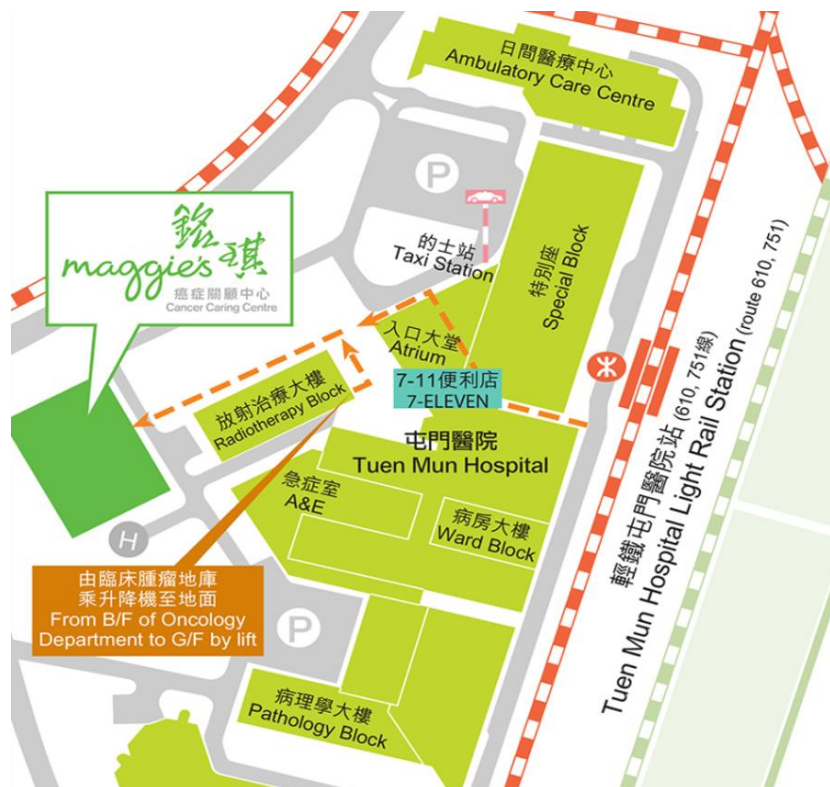 日間醫療中心
Ambulatory Care Centre
P
的士站
Taxi Station
特別座
Special Block
銘琪
maggie's
癌症關顧中心
Cancer Caring Centre
入口大堂
Atrium
7-11便利店
7-ELEVEN
放射治療大樓
Radiotherapy Block
屯門醫院
Tuen Mun Hospital
急症室
A&E
病房大樓
Ward Block
輕鐵屯門醫院站 (610, 751線)
Tuen Mun Hospital Light Rail Station (route 610, 751)
H
由臨床腫瘤地庫
乘升降機至地面
From B/F of Oncology
Department to G/F by lift
P
病理學大樓
Pathology Block